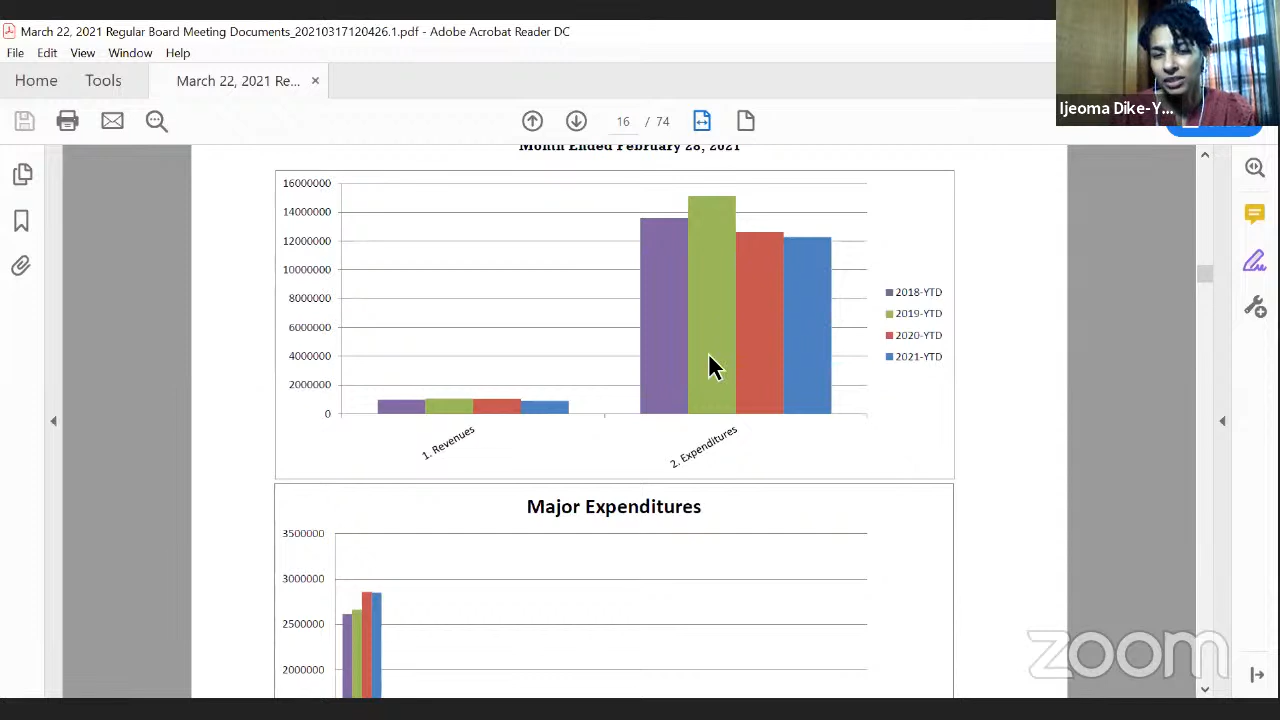 March 22, 2021 Regular Board Meeting Documents_20210317120426.1.pdf - Adobe Acrobat Reader DC
File Edit View Window Help
Home Tools March 22, 2021 Re... ×
Ijeoma Dike-Y...
16 / 74
Month Ended February 28, 2021
16000000
14000000
12000000
10000000
8000000
6000000
4000000
2000000
0
2018-YTD
2019-YTD
2020-YTD
2021-YTD
1. Revenues
2. Expenditures
Major Expenditures
3500000
3000000
2500000
2000000
zoom